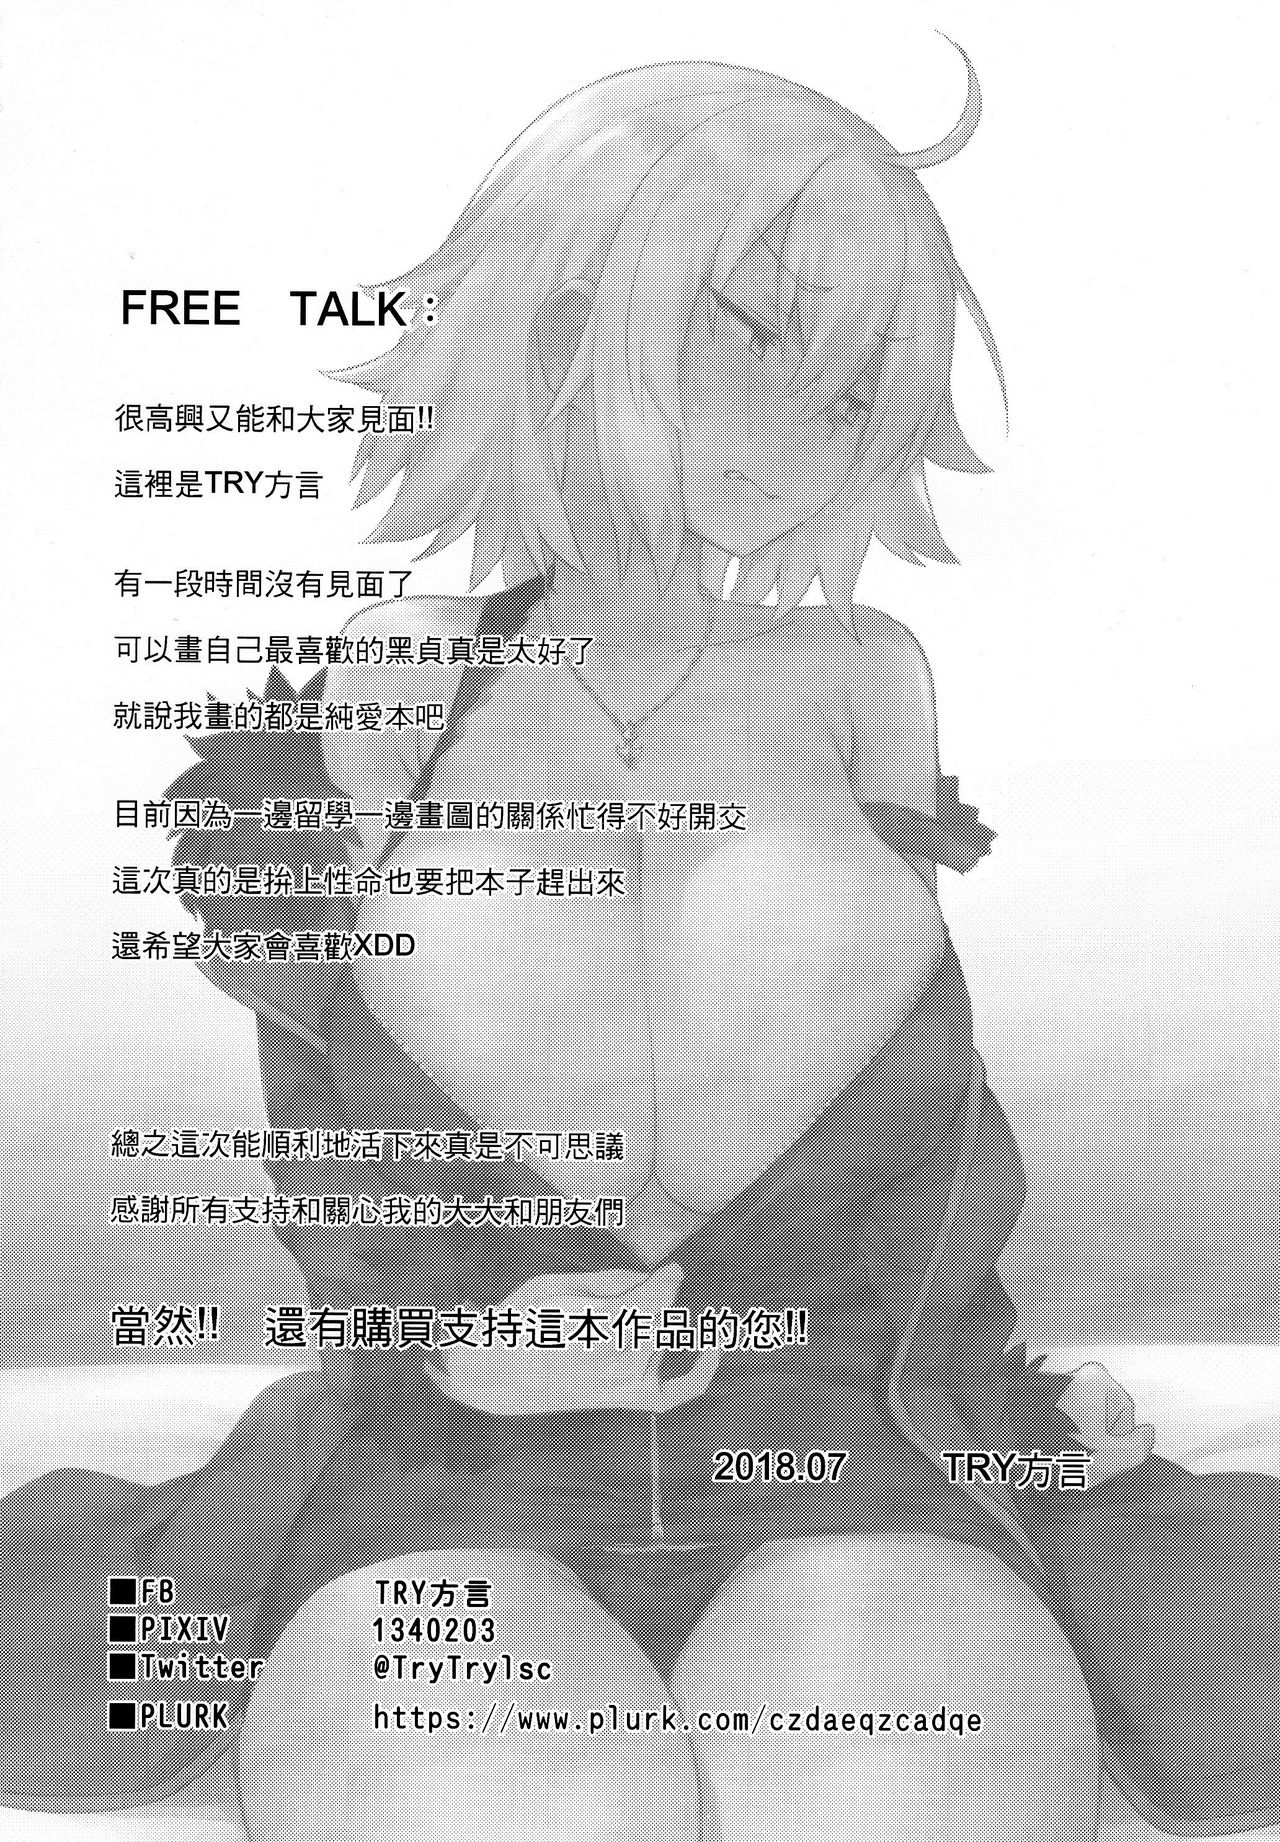 FREE TALK：
很高興又能和大家見面!!
這裡是TRY方言
有一段時間沒有見面了
可以畫自己最喜歡的黑貞真是太好了
就說我畫的都是純愛本吧
目前因為一邊留學一邊畫圖的關係忙得不好開交
這次真的是拚上性命也要把本子趕出來
還希望大家會喜歡XDD
總之這次能順利地活下來真是不可思議
感謝所有支持和關心我的大大和朋友們
當然!! 還有購買支持這本作品的您!!
2018.07 TRY方言
■FB TRY方言
■PIXIV 1340203
■Twitter @TryTrylsc
■PLURK https://www.plurk.com/czdaeqzcadqe